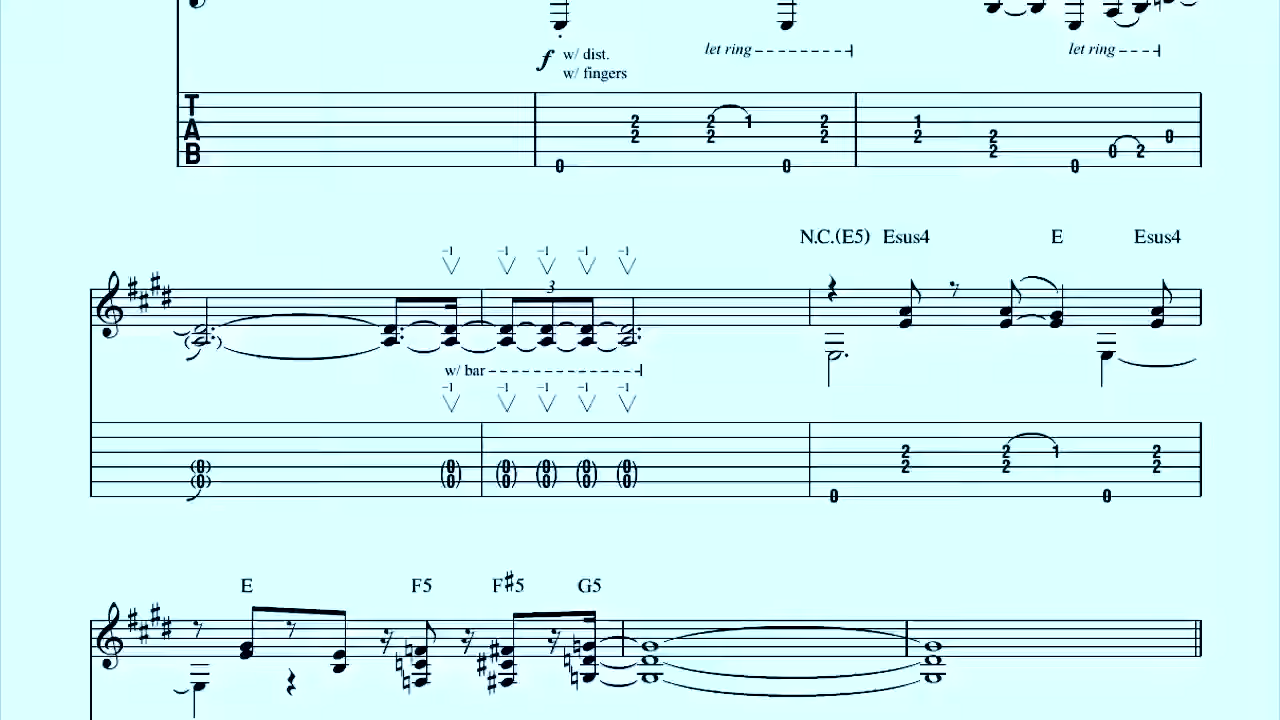 let ring let ring
f w/ dist.
w/ fingers
T
A
B
2 2 1 2 1 0
2 2 2 2 2
2 0 2
0 0 0
N.C.(E5) Esus4 E Esus4
-1 -1 -1 -1 -1
3
w/ bar
-1 -1 -1 -1 -1
2 2 1 2
(0) (0) (0) (0) (0) (0) 2 2 2
(0) (0) (0) (0) (0) (0)
0 0
E F5 F#5 G5